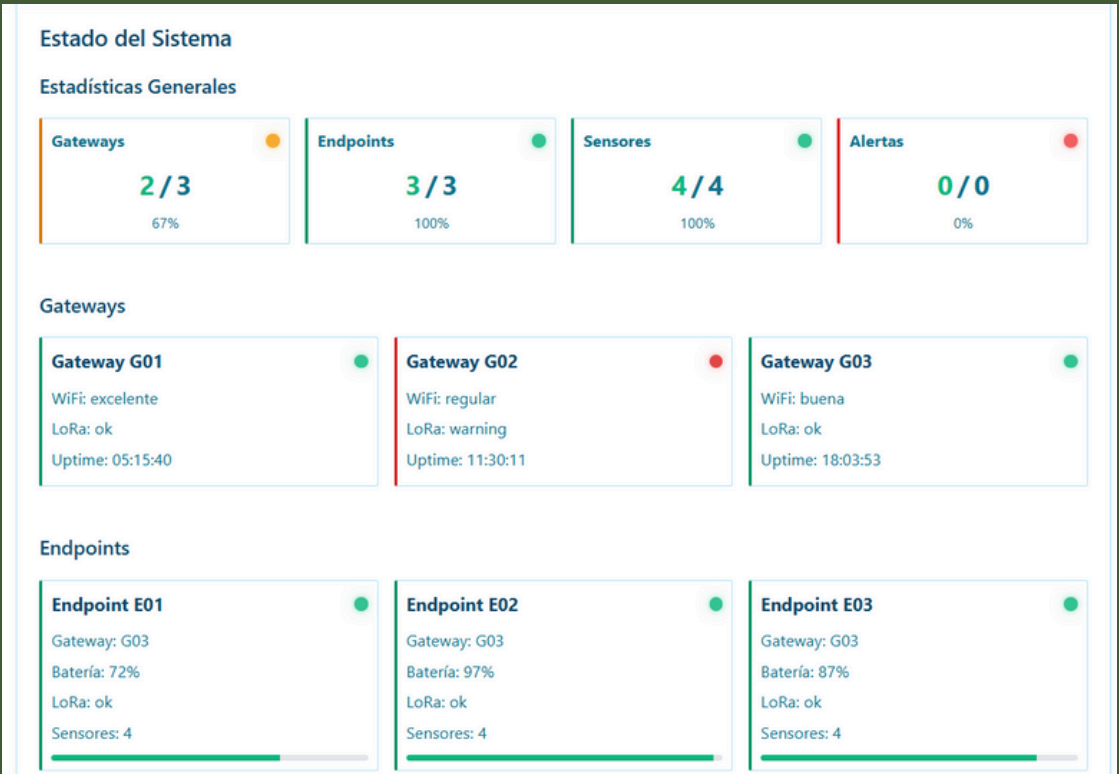 Estado del Sistema
Estadísticas Generales
Gateways
2/3
67%
Endpoints
3/3
100%
Sensores
4/4
100%
Alertas
0/0
0%
Gateways
Gateway G01
WiFi: excelente
LoRa: ok
Uptime: 05:15:40
Gateway G02
WiFi: regular
LoRa: warning
Uptime: 11:30:11
Gateway G03
WiFi: buena
LoRa: ok
Uptime: 18:03:53
Endpoints
Endpoint E01
Gateway: G03
Batería: 72%
LoRa: ok
Sensores: 4
Endpoint E02
Gateway: G03
Batería: 97%
LoRa: ok
Sensores: 4
Endpoint E03
Gateway: G03
Batería: 87%
LoRa: ok
Sensores: 4